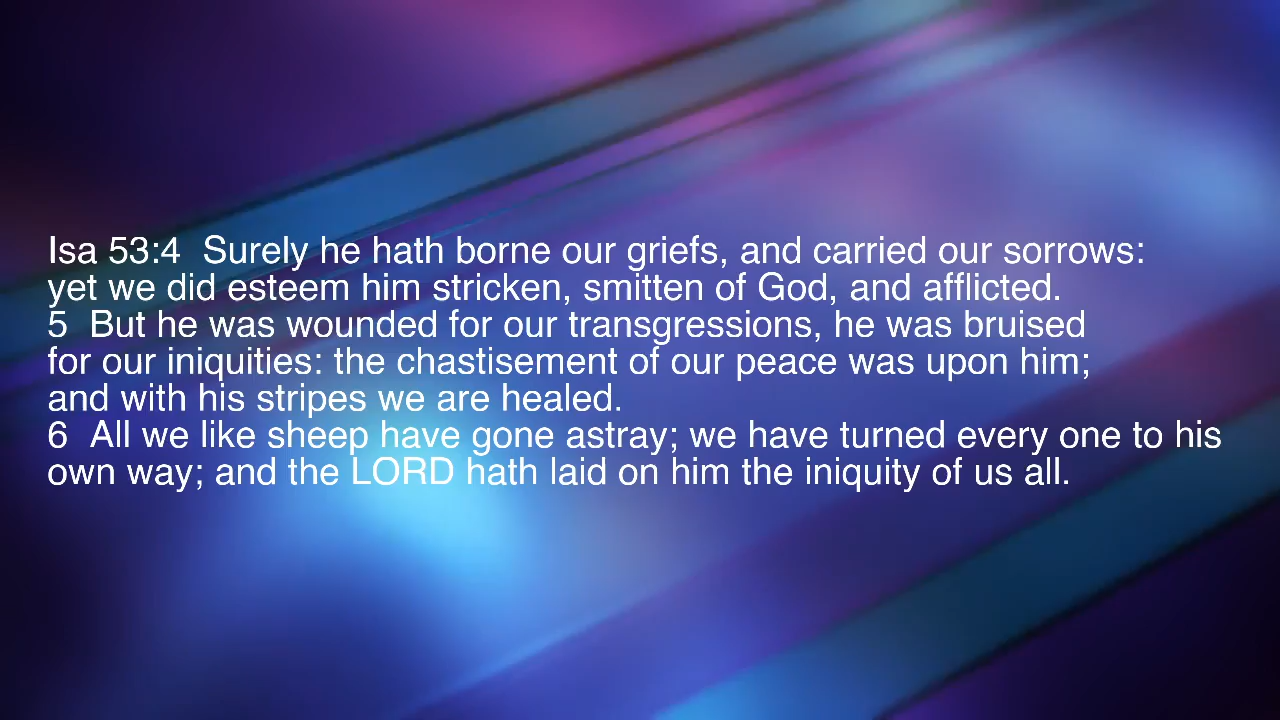 Isa 53:4  Surely he hath borne our griefs, and carried our sorrows:
yet we did esteem him stricken, smitten of God, and afflicted.
5  But he was wounded for our transgressions, he was bruised
for our iniquities: the chastisement of our peace was upon him;
and with his stripes we are healed.
6  All we like sheep have gone astray; we have turned every one to his
own way; and the LORD hath laid on him the iniquity of us all.